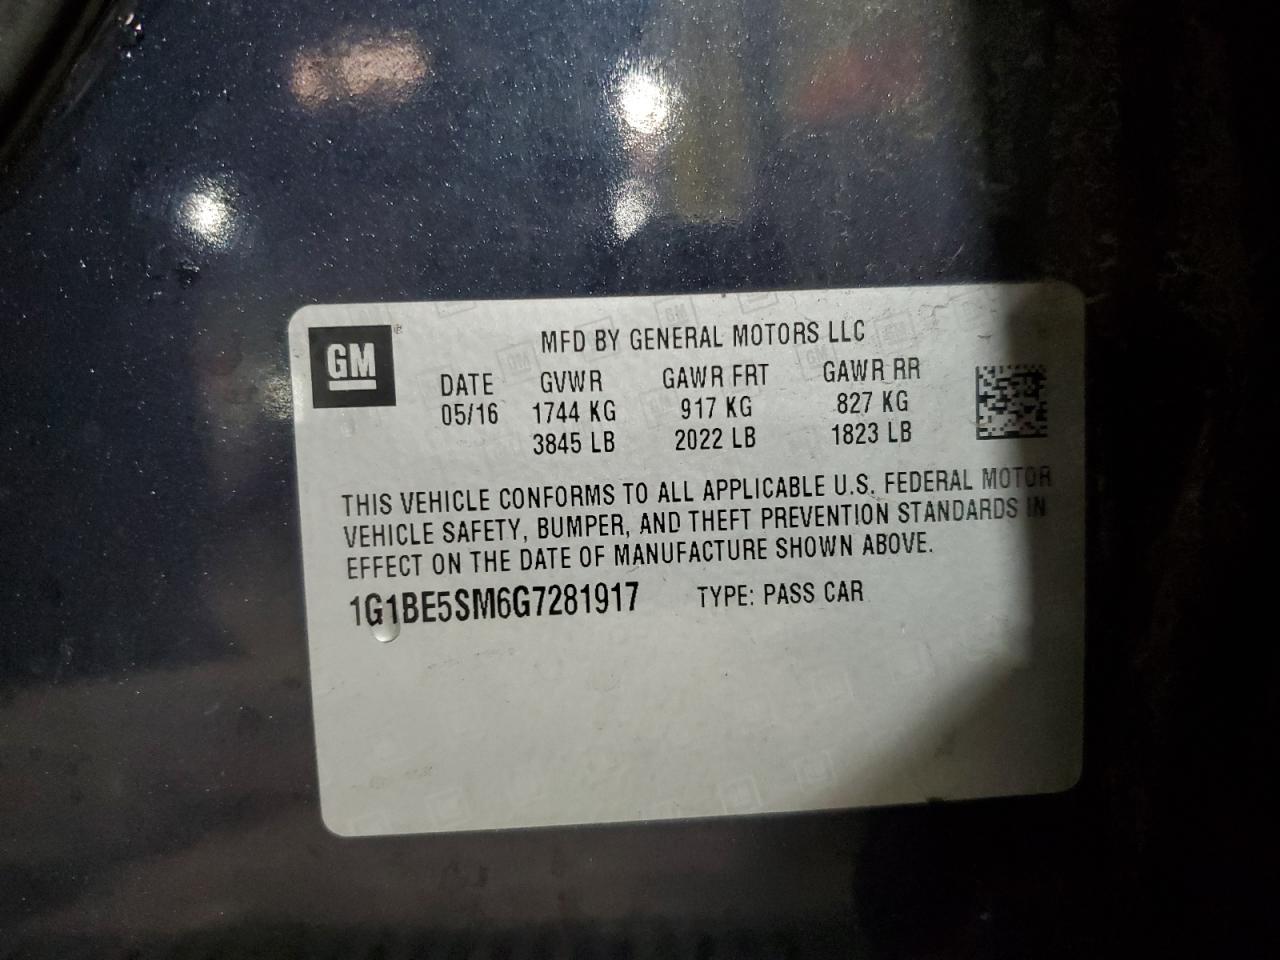 GM
MFD BY GENERAL MOTORS LLC
DATE GVWR GAWR FRT GAWR RR
05/16 1744 KG 917 KG 827 KG
3845 LB 2022 LB 1823 LB
THIS VEHICLE CONFORMS TO ALL APPLICABLE U.S. FEDERAL MOTOR
VEHICLE SAFETY, BUMPER, AND THEFT PREVENTION STANDARDS IN
EFFECT ON THE DATE OF MANUFACTURE SHOWN ABOVE.
1G1BE5SM6G7281917 TYPE: PASS CAR